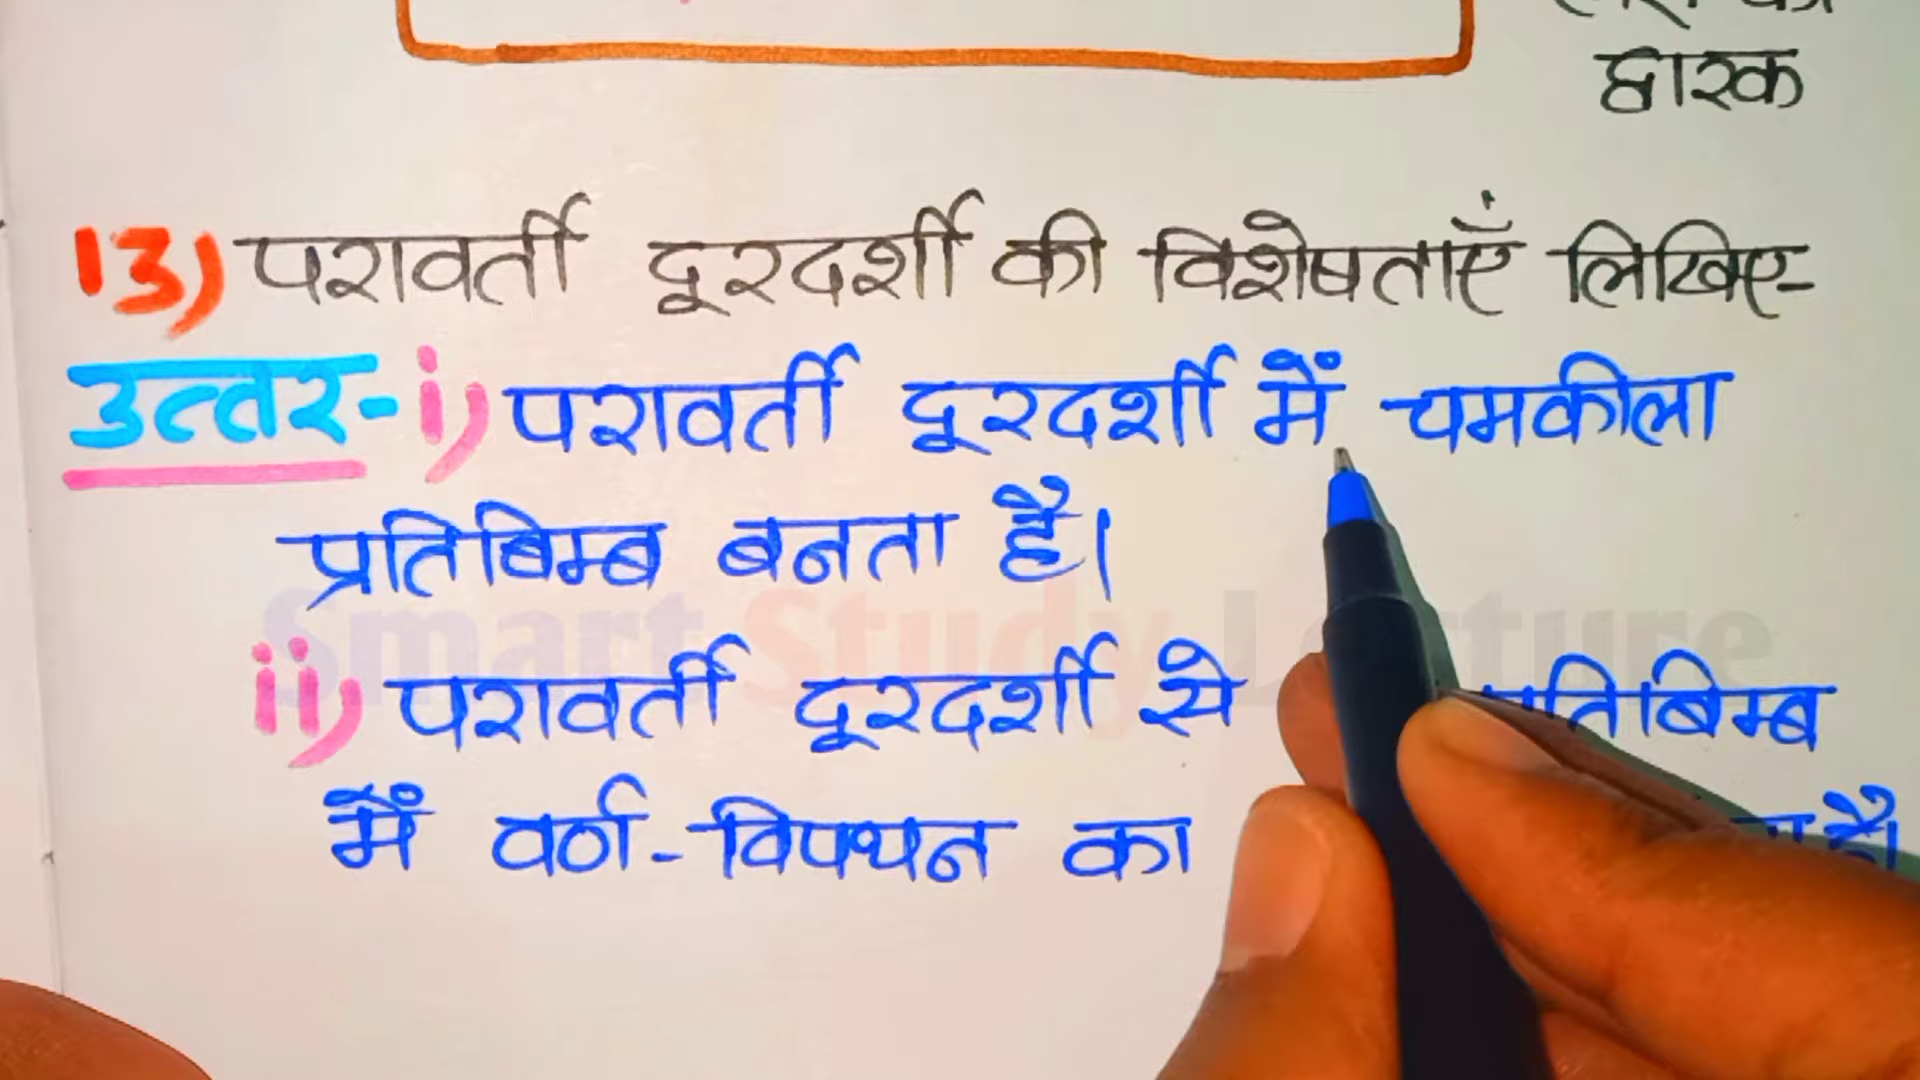 द्वारक
13) परावर्ती दूरदर्शी की विशेषताएँ लिखिए-
उत्तर- i) परावर्ती दूरदर्शी में चमकीला
प्रतिबिम्ब बनता है।
Smart Study Lecture
ii) परावर्ती दूरदर्शी से प्रतिबिम्ब
में वर्ण-विपथन का है।